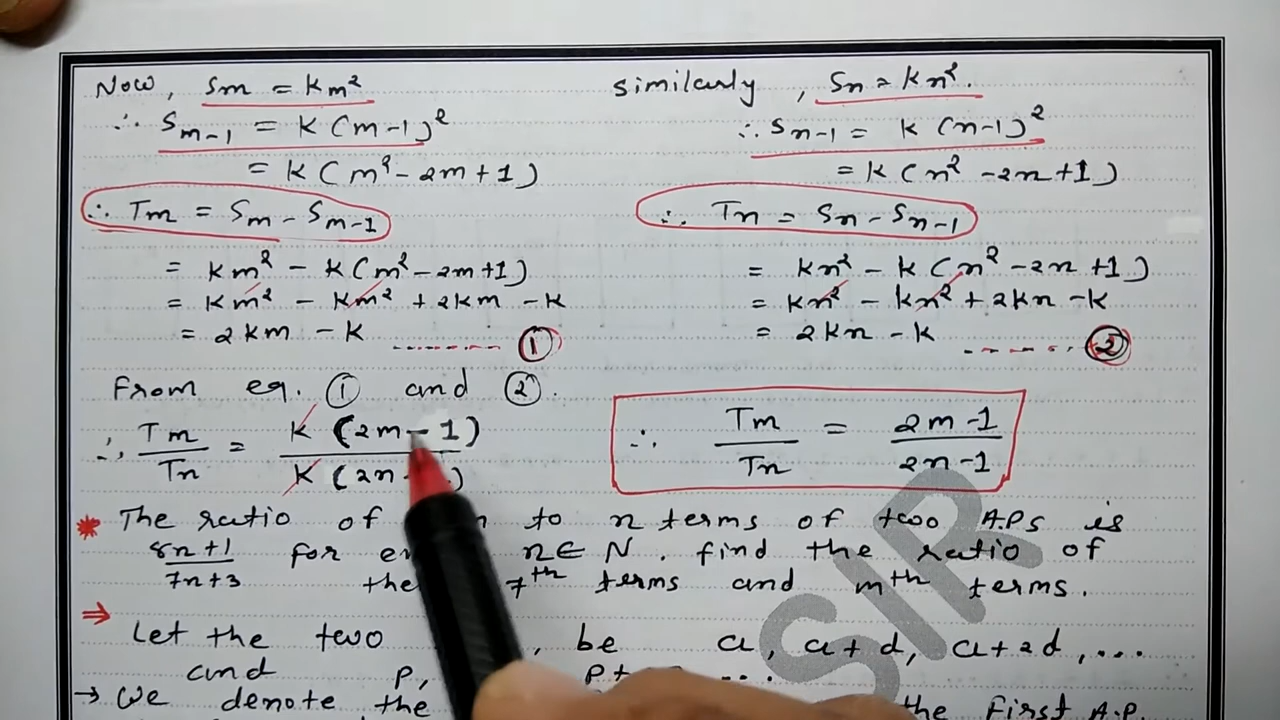 Now, Sm = Km²
∴ Sm-1 = K(m-1)²
= K(m² - 2m + 1)
∴ Tm = Sm - Sm-1
= Km² - K(m² - 2m + 1)
= Km² - Km² + 2Km - K
= 2Km - K ........ ①
similarly, Sn = Kn².
∴ Sn-1 = K(n-1)²
= K(n² - 2n + 1)
∴ Tn = Sn - Sn-1
= Kn² - K(n² - 2n + 1)
= Kn² - Kn² + 2Kn - K
= 2Kn - K ........ ②
From eq. ① and ②.
∴ Tm/Tn = K(2m-1)/K(2n
∴ Tm/Tn = 2m-1/2n-1
* The ratio of to n terms of two A.Ps is
8n+1/7n+3 for n∈N. find the ratio of
the 7th terms and mth terms.
⇒
Let the two be a, a+d, a+2d, ...
and p, ...
→ We denote the the first A.P.
SIR